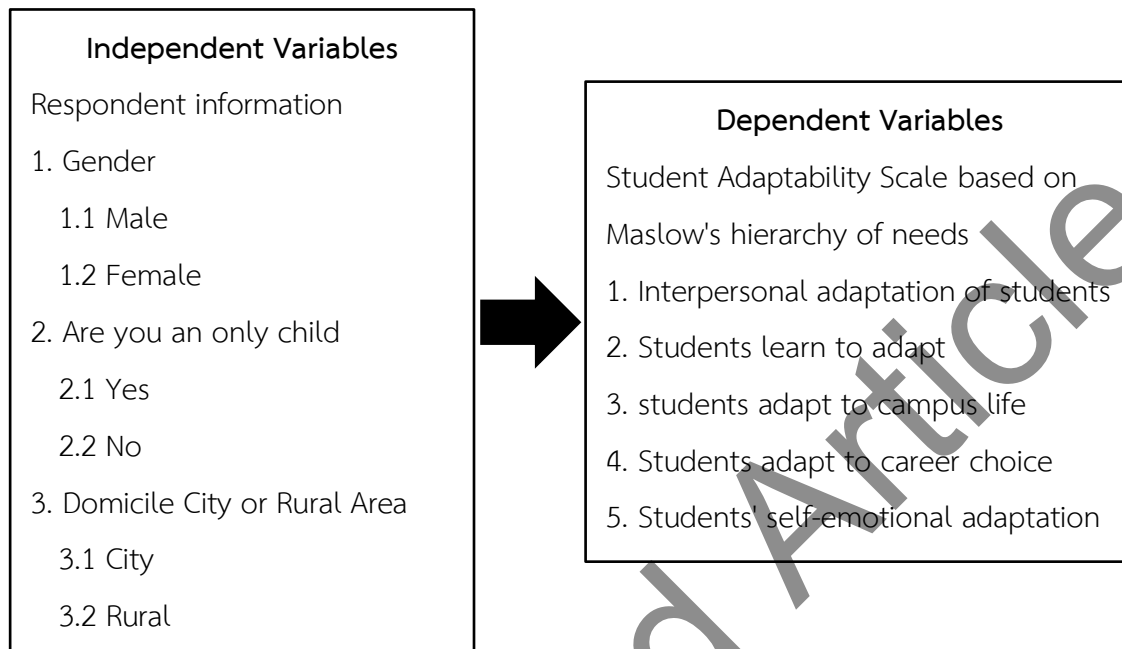 Independent Variables
Respondent information
1. Gender
1.1 Male
1.2 Female
2. Are you an only child
2.1 Yes
2.2 No
3. Domicile City or Rural Area
3.1 City
3.2 Rural
Dependent Variables
Student Adaptability Scale based on
Maslow's hierarchy of needs
1. Interpersonal adaptation of students
2. Students learn to adapt
3. students adapt to campus life
4. Students adapt to career choice
5. Students' self-emotional adaptation
d Article